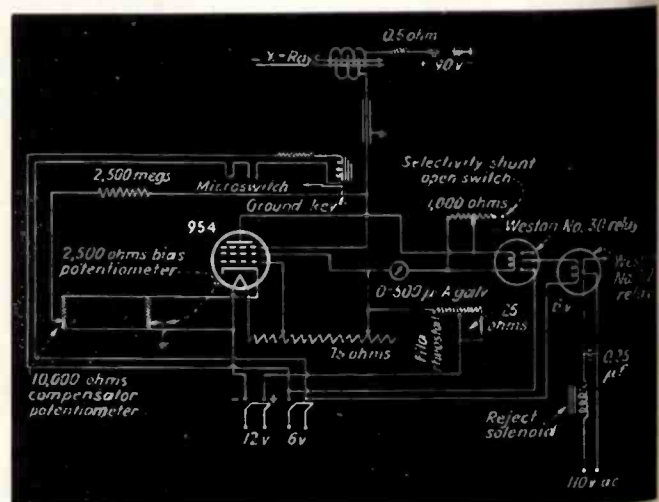 0.5 ohm
X-Ray
+ 90 v -
2,500 megs
Microswitch
Ground key
Selectivity shunt
open switch
1,000 ohms
954
Weston No. 30 relay
2,500 ohms bias
potentiometer
0-500 μA galv
6 v
relay
75 ohms
25
ohms
10,000 ohms
compensator
potentiometer
- +
12 v
6 v
0.25
μf
Reject
solenoid
110 v ac